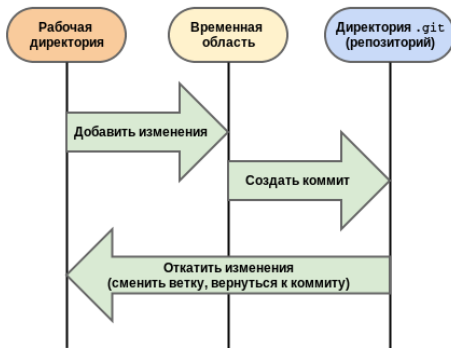 Рабочая
директория
Временная
область
Директория .git
(репозиторий)
Добавить изменения
Создать коммит
Откатить изменения
(сменить ветку, вернуться к коммиту)